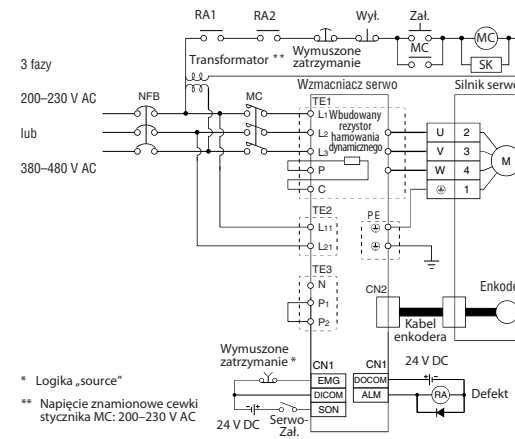 RA1 RA2 Wył. Zał.
MC
MC
SK
Wymuszone
zatrzymanie
Transformator **
3 fazy
200–230 V AC
lub
380–480 V AC
NFB
MC
Wzmacniacz serwo
Silnik serwo
TE1
L1
L2
L3
P
C
Wbudowany
rezystor
hamowania
dynamicznego
U 2
V 3
W 4
1
M
TE2
L11
L21
PE
TE3
N
P1
P2
CN2
Kabel
enkodera
Wymuszone
zatrzymanie *
CN1
EMG
DICOM
SON
CN1
DOCOM
ALM
24 V DC
RA
Defekt
24 V DC
Serwo-
Zał.
* Logika „source”
** Napięcie znamionowe cewki
stycznika MC: 200–230 V AC